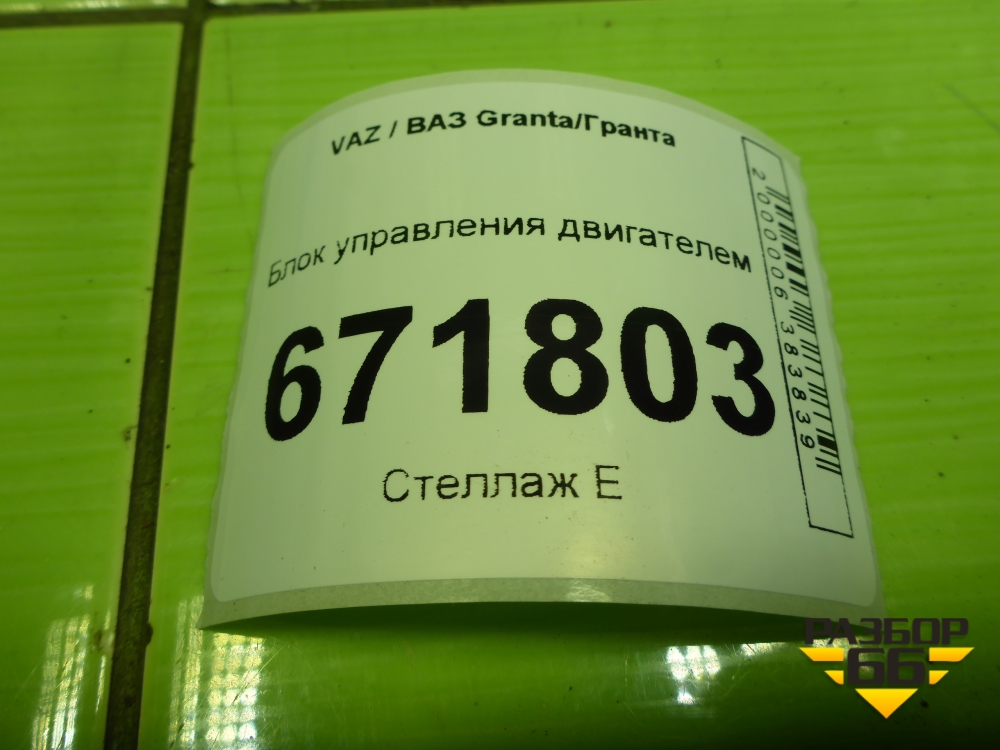 VAZ / ВАЗ Granta/Гранта
Блок управления двигателем
671803
Стеллаж Е
2000006383839
РАЗБОР
66